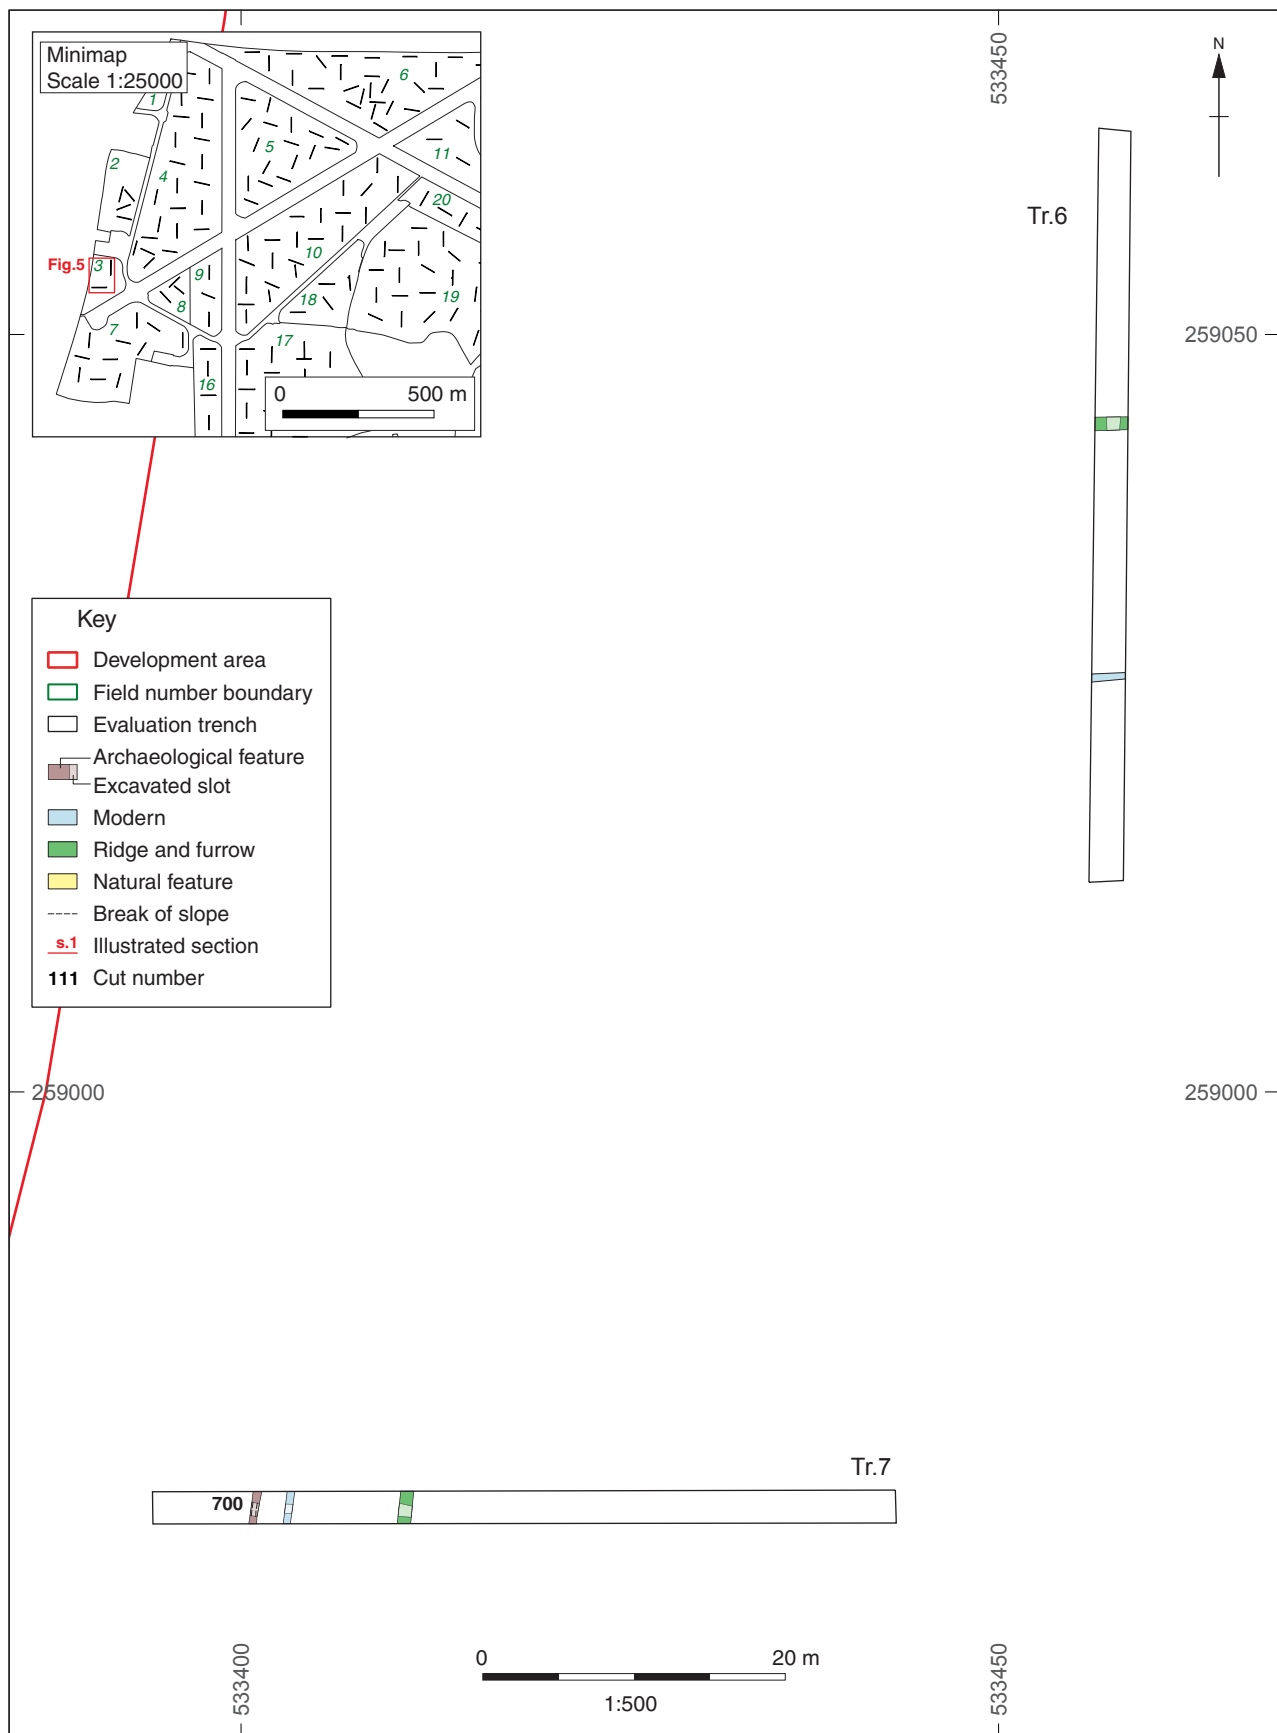 Minimap
Scale 1:25000
1
2
3
4
5
6
7
8
9
10
11
16
17
18
19
20
Fig.5
0 500 m
533450
N
Tr.6
259050
Key
Development area
Field number boundary
Evaluation trench
Archaeological feature
Excavated slot
Modern
Ridge and furrow
Natural feature
Break of slope
s.1 Illustrated section
111 Cut number
259000
259000
Tr.7
700
533400
0 20 m
1:500
533450